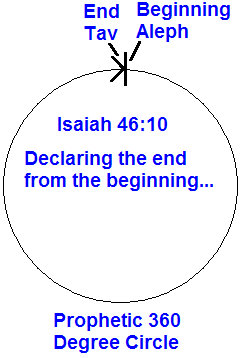 End
Tav
Beginning
Aleph
Isaiah 46:10
Declaring the end
from the beginning...
Prophetic 360
Degree Circle